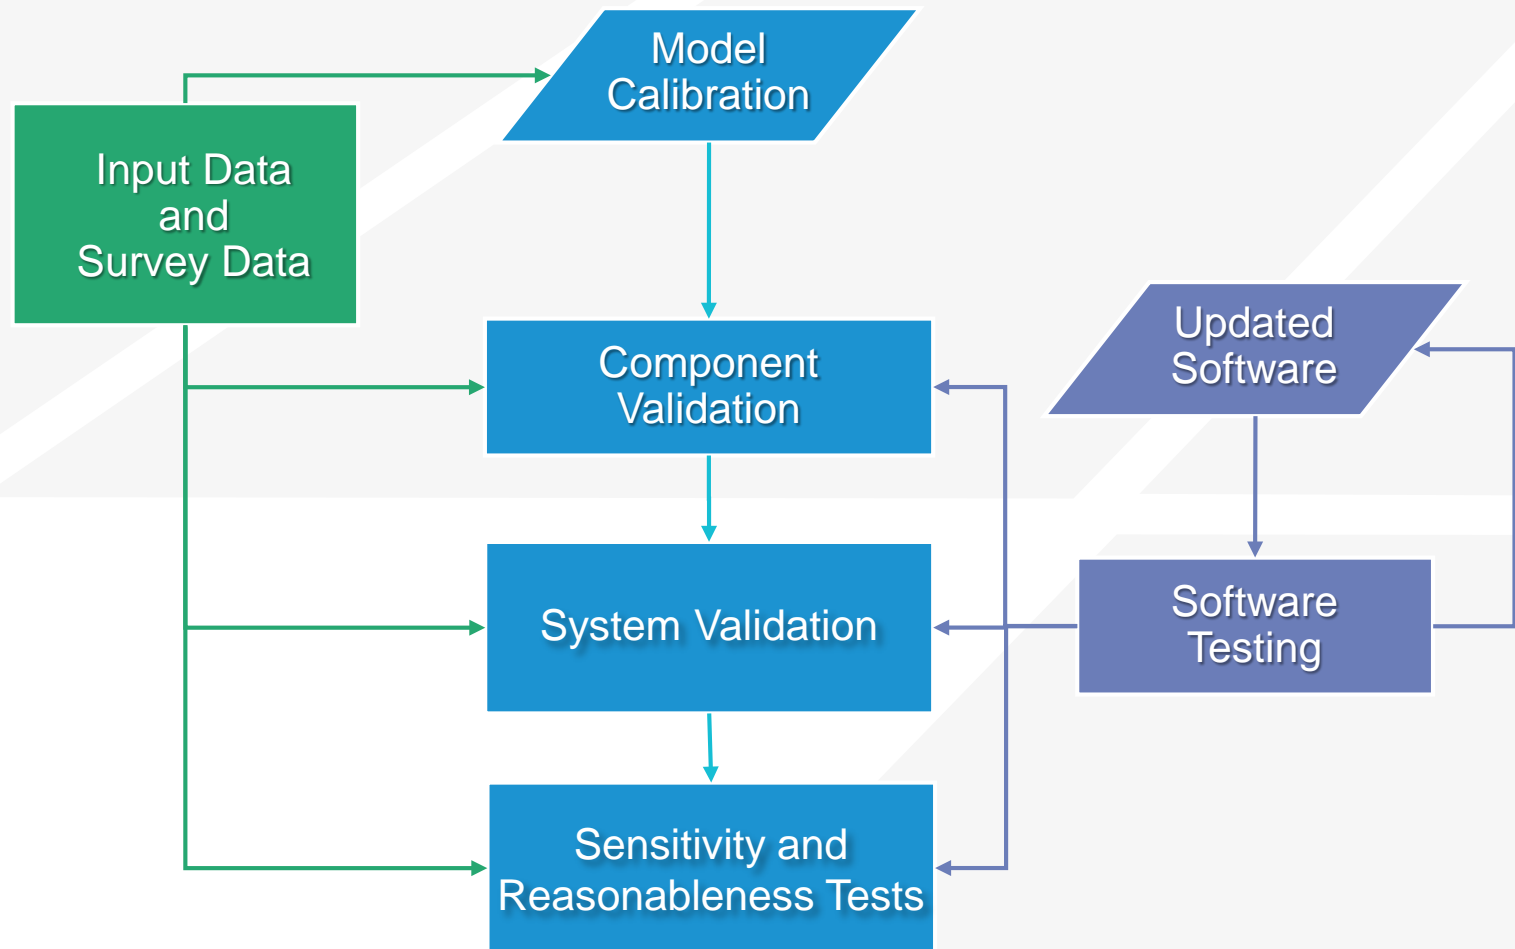 Model
Calibration
Input Data
and
Survey Data
Updated
Software
Component
Validation
System Validation
Software
Testing
Sensitivity and
Reasonableness Tests